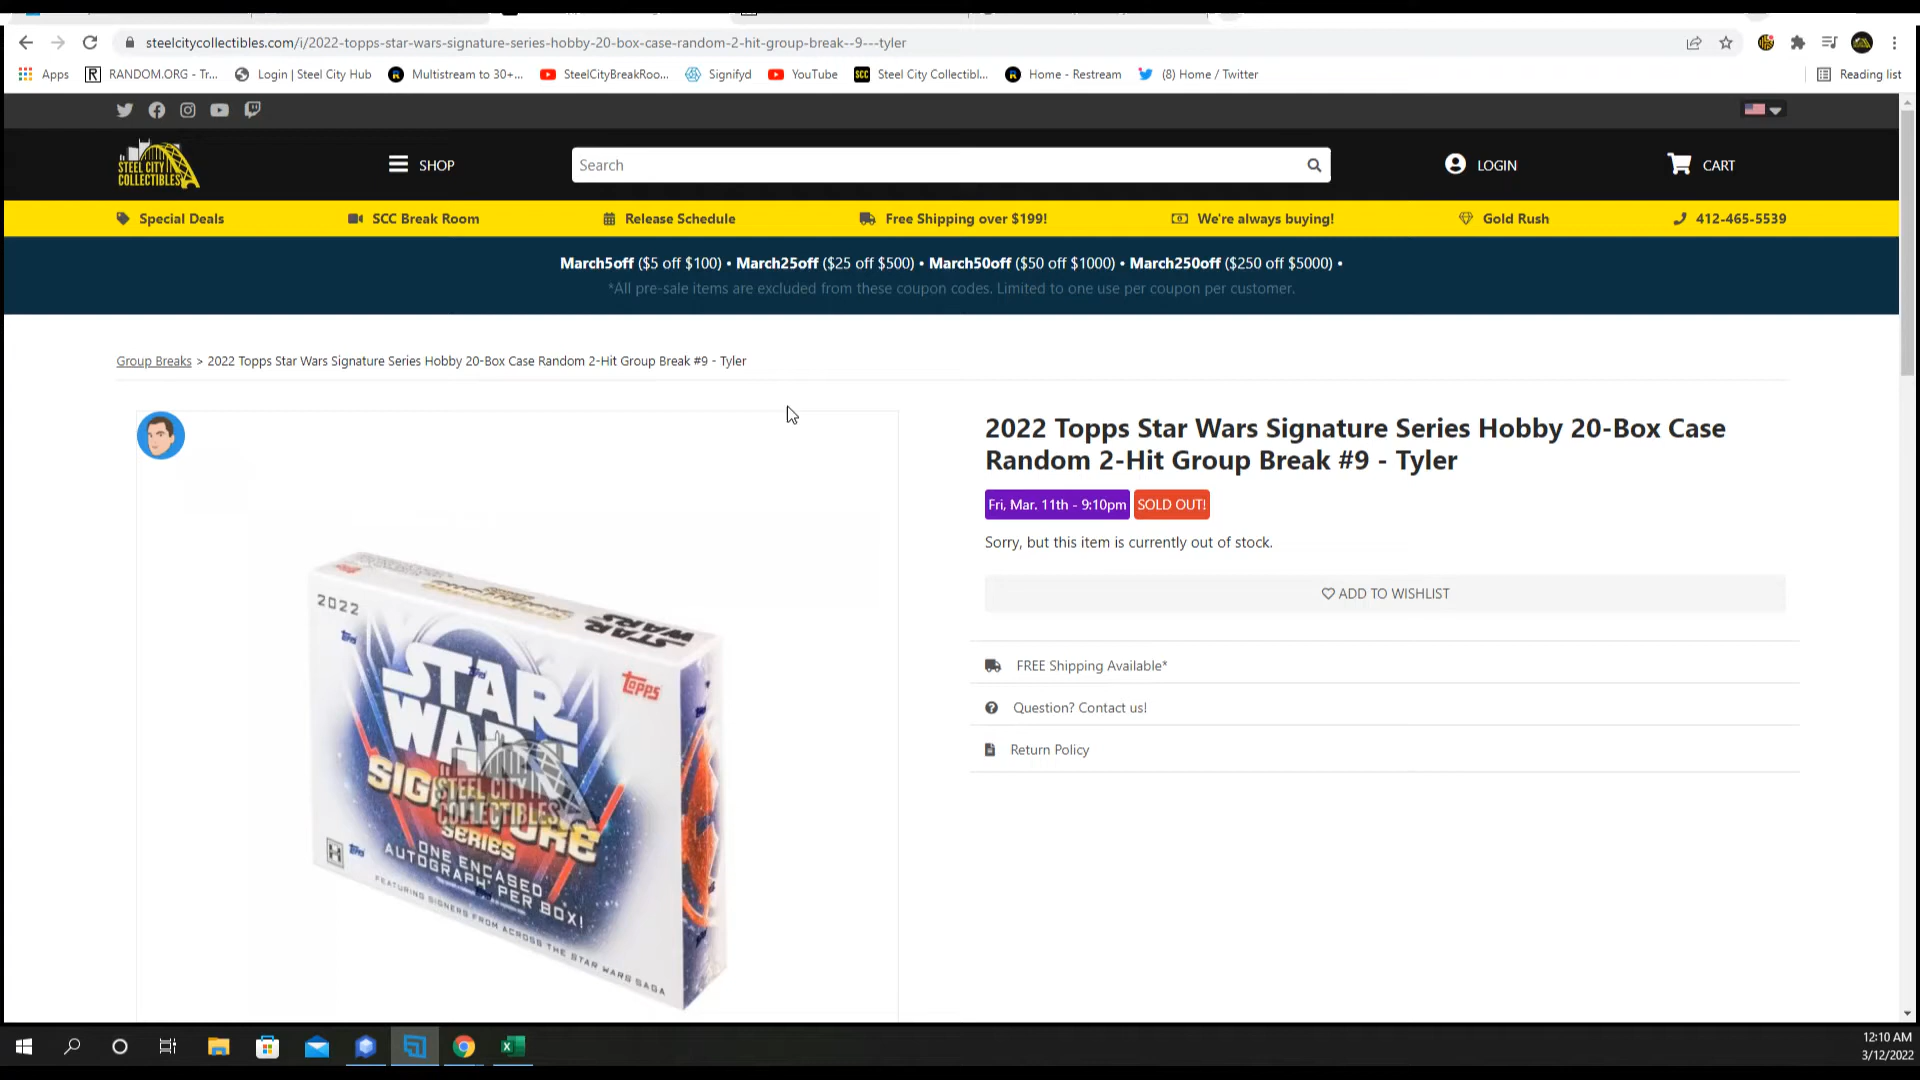 steelcitycollectibles.com/i/2022-topps-star-wars-signature-series-hobby-20-box-case-random-2-hit-group-break--9---tyler
Apps
RANDOM.ORG - Tr...
Login | Steel City Hub
Multistream to 30+...
SteelCityBreakRoo...
Signifyd
YouTube
SCC Steel City Collectibl...
Home - Restream
(8) Home / Twitter
Reading list
STEEL CITY
COLLECTIBLES
SHOP
Search
LOGIN
CART
Special Deals
SCC Break Room
Release Schedule
Free Shipping over $199!
We're always buying!
Gold Rush
412-465-5539
March5off ($5 off $100) • March25off ($25 off $500) • March50off ($50 off $1000) • March250off ($250 off $5000) •
*All pre-sale items are excluded from these coupon codes. Limited to one use per coupon per customer.
Group Breaks > 2022 Topps Star Wars Signature Series Hobby 20-Box Case Random 2-Hit Group Break #9 - Tyler
2022 Topps Star Wars Signature Series Hobby 20-Box Case
Random 2-Hit Group Break #9 - Tyler
Fri, Mar. 11th - 9:10pm
SOLD OUT!
Sorry, but this item is currently out of stock.
ADD TO WISHLIST
FREE Shipping Available*
Question? Contact us!
Return Policy
STAR
WARS
2022
Topps
STAR
WARS
STEEL CITY
COLLECTIBLES
SIGNATURE
SERIES
H
ONE ENCASED
AUTOGRAPH PER BOX!
FEATURING SIGNERS FROM ACROSS THE STAR WARS SAGA
12:10 AM
3/12/2022